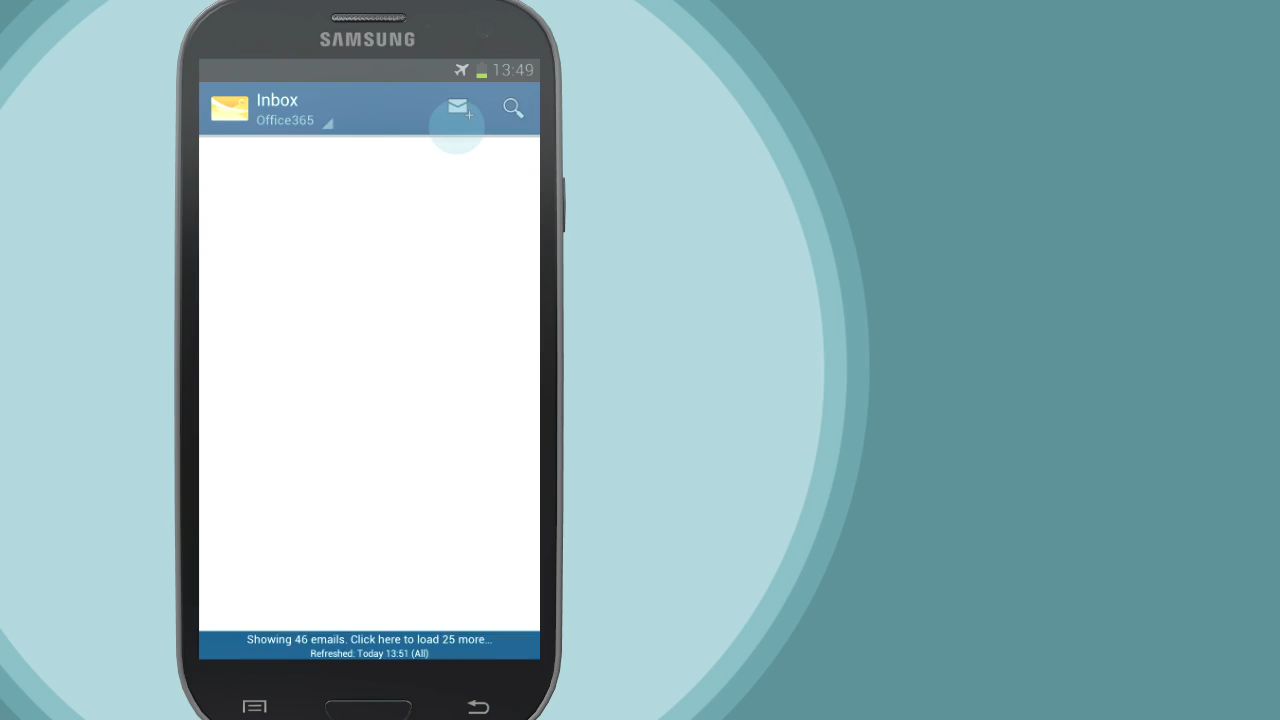 SAMSUNG
13:49
Inbox
Office365
Showing 46 emails. Click here to load 25 more...
Refreshed: Today 13:51 (All)